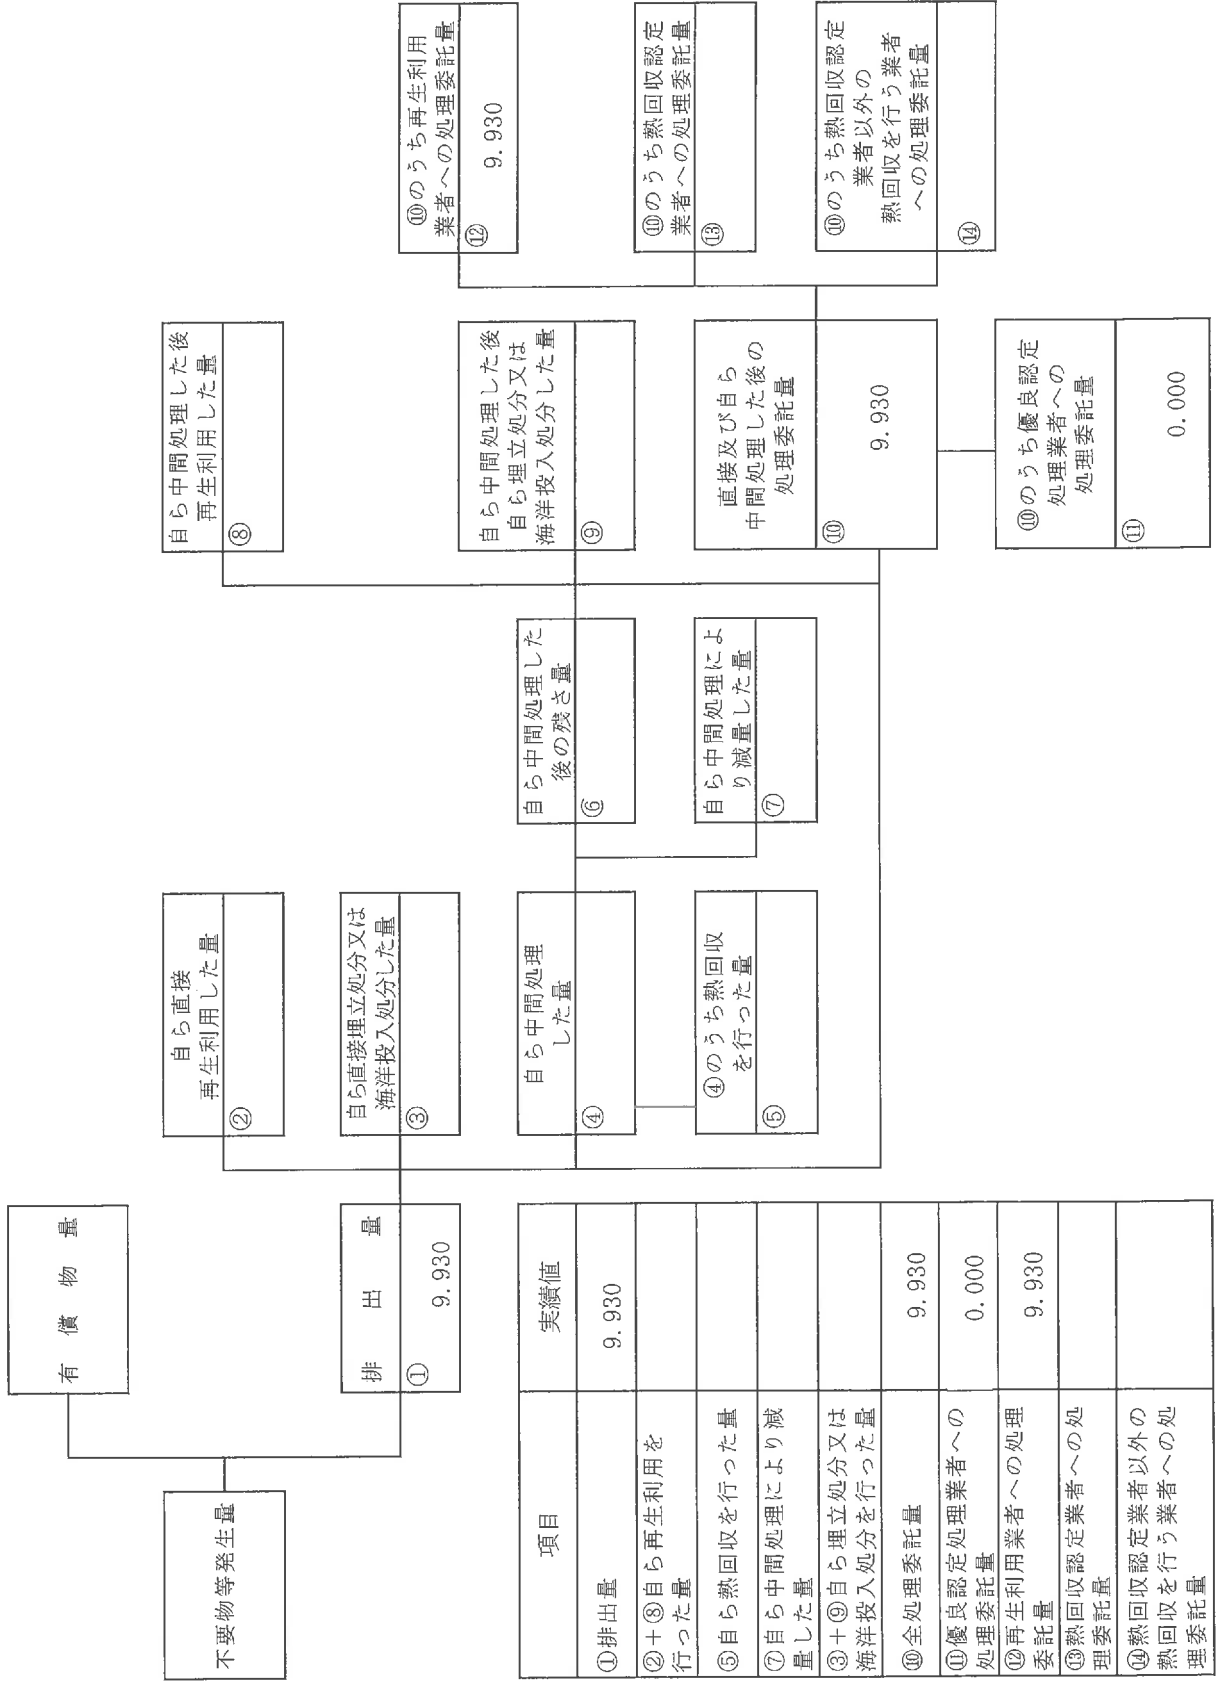 不要物等発生量
有償物量
排出量
①
9.930
自ら直接
再生利用した量
②
自ら直接埋立処分又は
海洋投入処分した量
③
自ら中間処理
した量
④
④のうち熱回収
を行った量
⑤
自ら中間処理した
後の残さ量
⑥
自ら中間処理によ
り減量した量
⑦
自ら中間処理した後
再生利用した量
⑧
自ら中間処理した後
自ら埋立処分又は
海洋投入処分した量
⑨
直接及び自ら
中間処理した後の
処理委託量
⑩
9.930
⑩のうち優良認定
処理業者への
処理委託量
⑪
0.000
⑩のうち再生利用
業者への処理委託量
⑫
9.930
⑩のうち熱回収認定
業者への処理委託量
⑬
⑩のうち熱回収認定
業者以外の
熱回収を行う業者
への処理委託量
⑭
項目 実績値
①排出量 9.930
②+⑧自ら再生利用を
行った量
⑤自ら熱回収を行った量
⑦自ら中間処理により減
量した量
③+⑨自ら埋立処分又は
海洋投入処分を行った量
⑩全処理委託量 9.930
⑪優良認定処理業者への
処理委託量 0.000
⑫再生利用業者への処理
委託量 9.930
⑬熱回収認定業者への処
理委託量
⑭熱回収認定業者以外の
熱回収を行う業者への処
理委託量